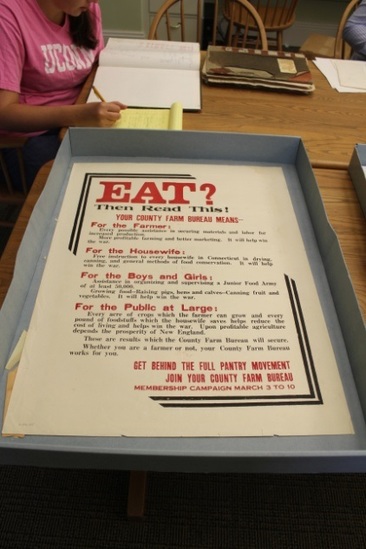 UCONN
EAT?
Then Read This!
YOUR COUNTY FARM BUREAU MEANS—
For the Farmer:
Every possible assistance in securing materials and labor for
increased production.
More profitable farming and better marketing. It will help win
the war.
For the Housewife:
Free instruction to every housewife in Connecticut in drying,
canning, and general methods of food conservation. It will help
win the war.
For the Boys and Girls:
Assistance in organizing and supervising a Junior Food Army
of at least 50,000.
Growing food—Raising pigs, hens and calves—Canning fruit and
vegetables. It will help win the war.
For the Public at Large:
Every acre of crops which the farmer can grow and every
pound of foodstuffs which the housewife saves helps reduce the
cost of living and helps win the war. Upon profitable agriculture
depends the prosperity of New England.
These are results which the County Farm Bureau will secure.
Whether you are a farmer or not, your County Farm Bureau
works for you.
GET BEHIND THE FULL PANTRY MOVEMENT
JOIN YOUR COUNTY FARM BUREAU
MEMBERSHIP CAMPAIGN MARCH 3 TO 10